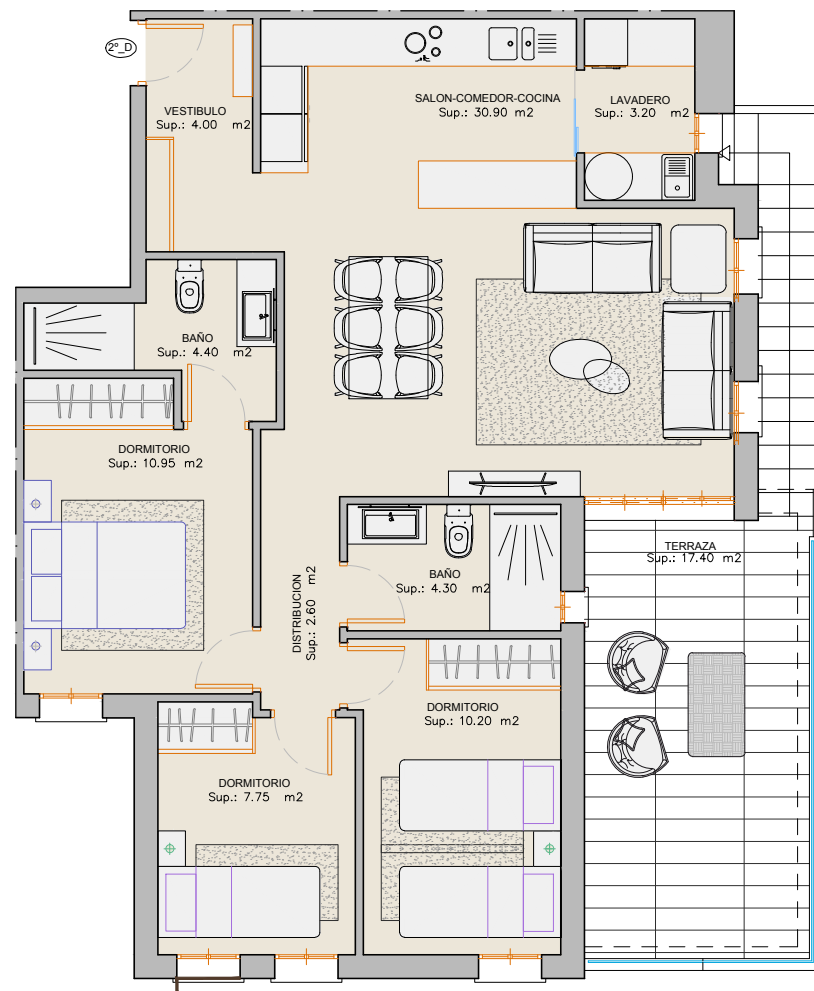 2º_D
VESTIBULO
Sup.: 4.00 m2
SALON-COMEDOR-COCINA
Sup.: 30.90 m2
LAVADERO
Sup.: 3.20 m2
BAÑO
Sup.: 4.40 m2
DORMITORIO
Sup.: 10.95 m2
DISTRIBUCION
Sup.: 2.60 m2
BAÑO
Sup.: 4.30 m2
TERRAZA
Sup.: 17.40 m2
DORMITORIO
Sup.: 10.20 m2
DORMITORIO
Sup.: 7.75 m2